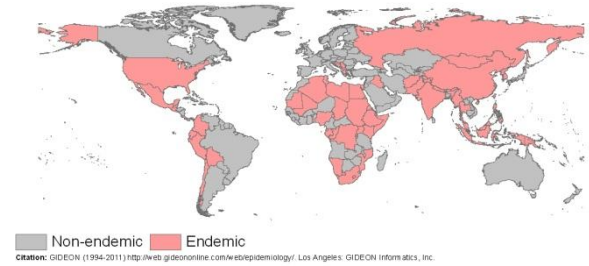 Non-endemic Endemic
Citation: GIDEON (1994-2011) http://web.gideononline.com/web/epidemiology/. Los Angeles: GIDEON Informatics, Inc.